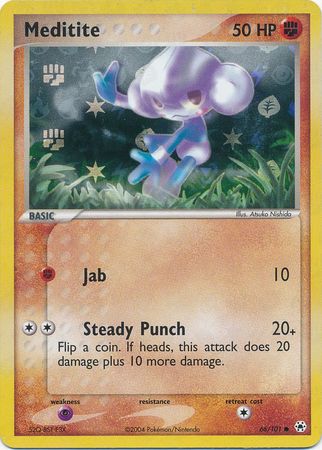 Meditite 50 HP
BASIC
Illus. Atsuko Nishida
Jab 10
Steady Punch 20+
Flip a coin. If heads, this attack does 20
damage plus 10 more damage.
weakness resistance retreat cost
©2004 Pokémon/Nintendo 66/101